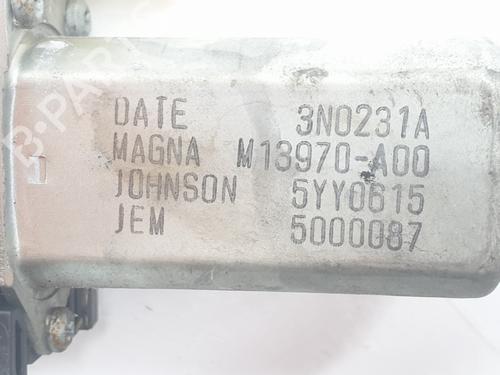 DATE 3N0231A
MAGNA M13970-A00
JOHNSON 5YY0615
JEM 5000087